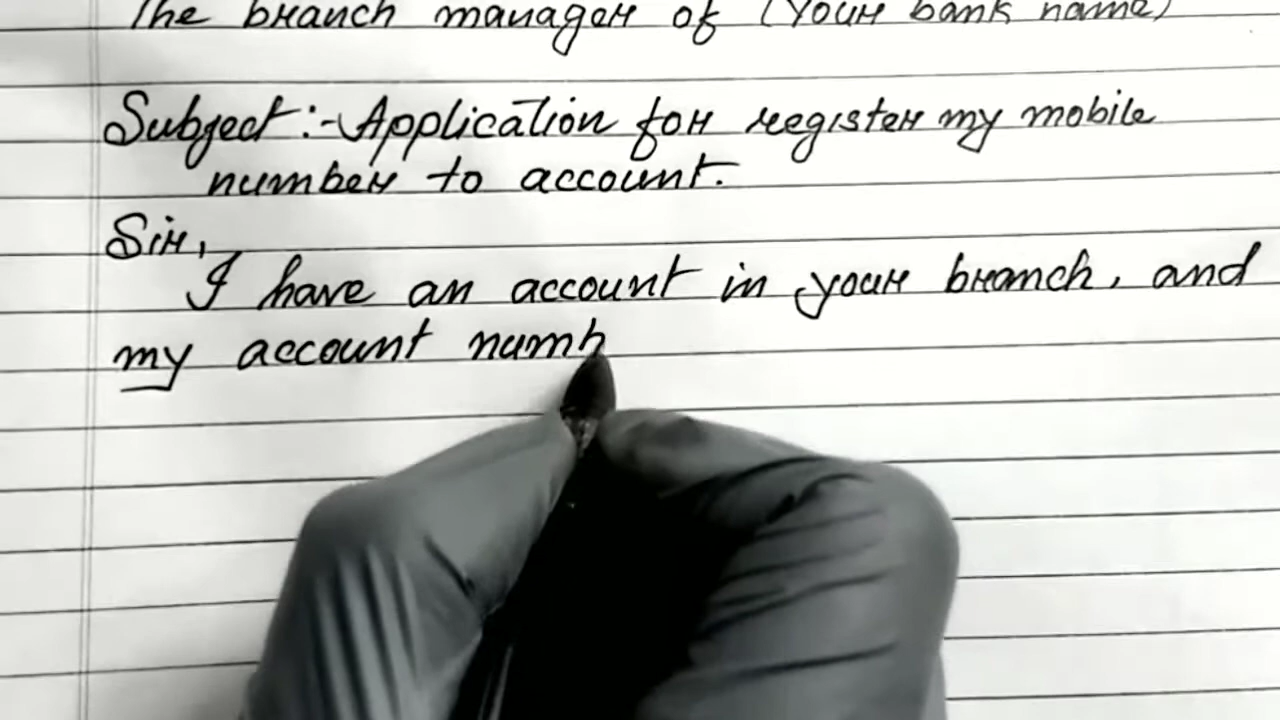 The branch manager of (Your bank name)
Subject:- Application for register my mobile
number to account.
Sir,
I have an account in your branch, and
my account numb